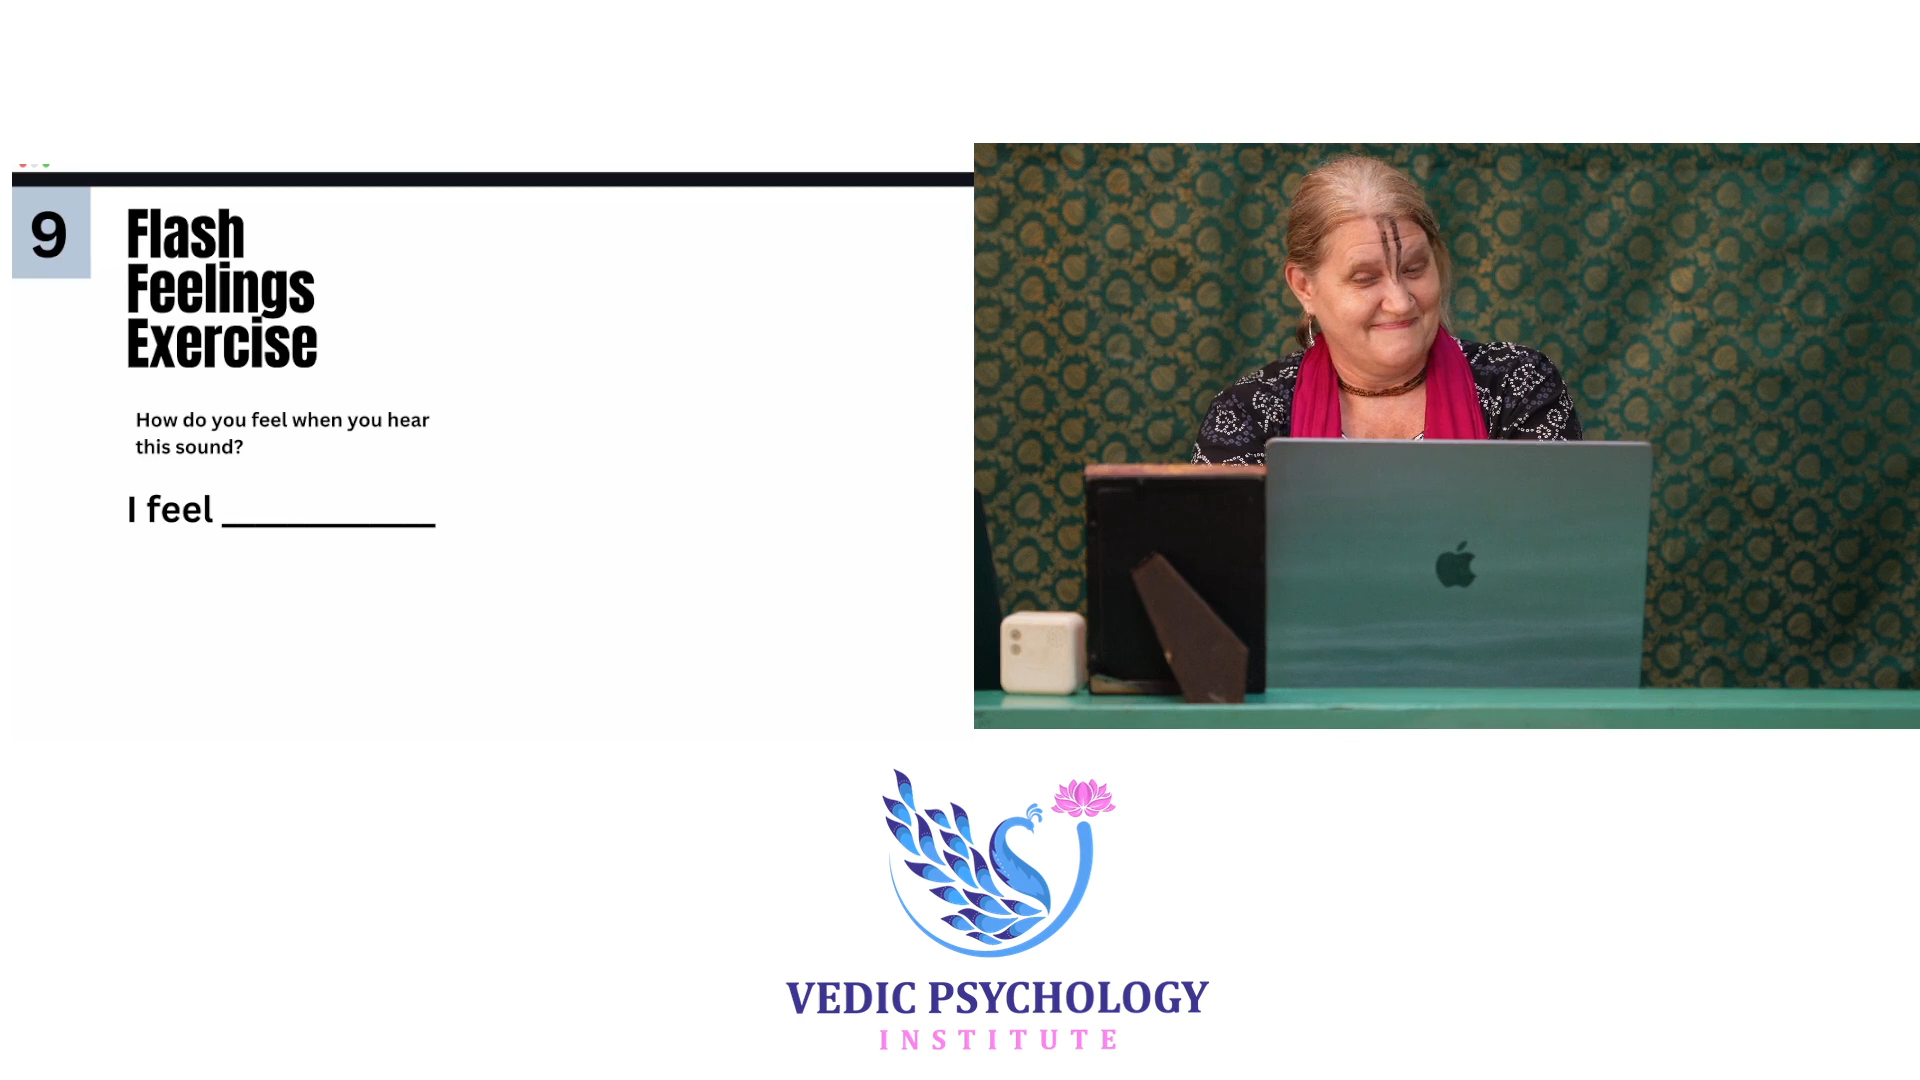 9
Flash
Feelings
Exercise
How do you feel when you hear
this sound?
I feel ___________
VEDIC PSYCHOLOGY
INSTITUTE